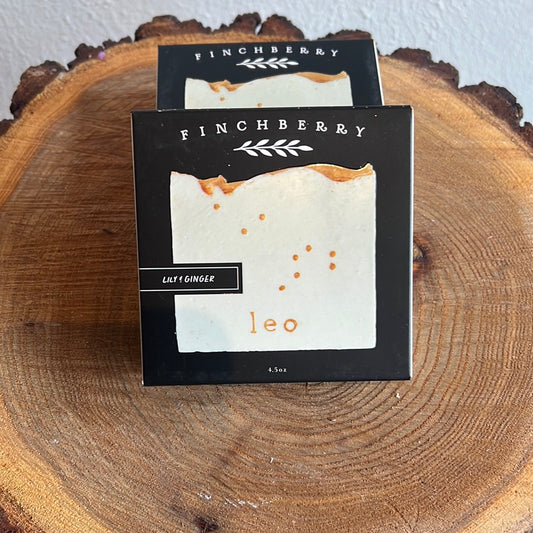 FINCHBERRY
FINCHBERRY
LILY & GINGER
leo
4.5oz